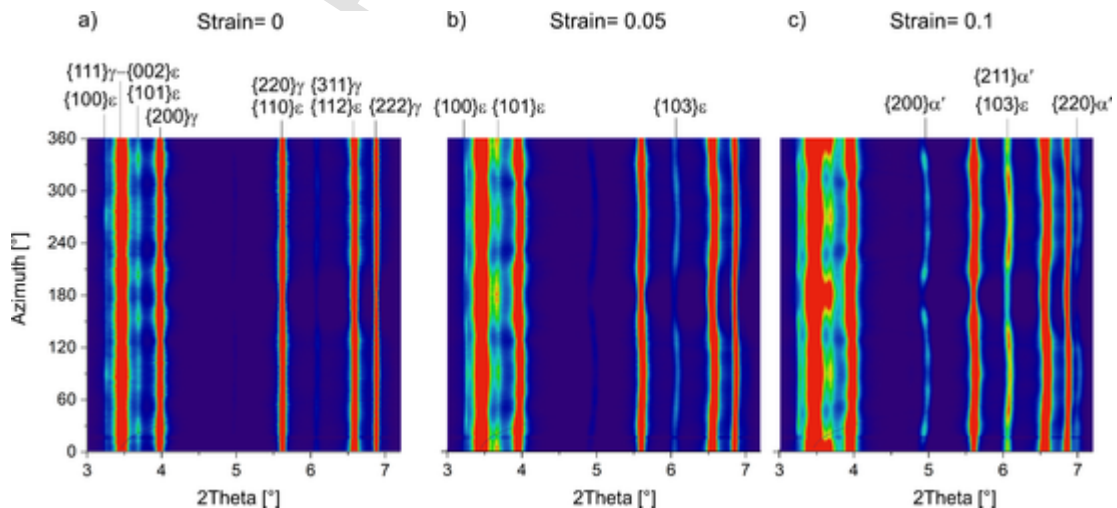 a) Strain= 0 b) Strain= 0.05 c) Strain= 0.1
{111}γ–{002}ε {220}γ {311}γ {211}α'
{100}ε {101}ε {110}ε {112}ε {222}γ {100}ε {101}ε {103}ε {200}α' {103}ε {220}α'
{200}γ
360
300
240
180
120
60
0
Azimuth [°]
3 4 5 6 7 3 4 5 6 7 3 4 5 6 7
2Theta [°] 2Theta [°] 2Theta [°]